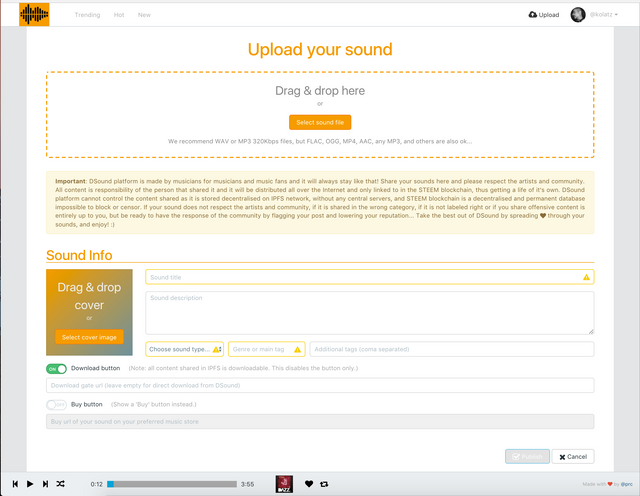 Trending Hot New Upload @kolatz
Upload your sound
Drag & drop here
or
Select sound file
We recommend WAV or MP3 320Kbps files, but FLAC, OGG, MP4, AAC, any MP3, and others are also ok...
Important: DSound platform is made by musicians for musicians and music fans and it will always stay like that! Share your sounds here and please respect the artists and community.
All content is responsibility of the person that shared it and it will be distributed all over the Internet and only linked to in the STEEM blockchain, thus getting a life of it's own. DSound
platform cannot control the content shared as it is stored decentralised on IPFS network, without any central servers, and STEEM blockchain is a decentralised and permanent database
impossible to block or censor. If your sound does not respect the artists and community, if it is shared in the wrong category, if it is not labeled right or if you share offensive content is
entirely up to you, but be ready to have the response of the community by flagging your post and lowering your reputation... Take the best out of DSound by spreading ❤ through your
sounds, and enjoy! :)
Sound Info
Drag & drop
cover
or
Select cover image
Sound title
Sound description
Choose sound type... Genre or main tag Additional tags (coma separated)
ON Download button (Note: all content shared in IPFS is downloadable. This disables the button only.)
Download gate url (leave empty for direct download from DSound)
OFF Buy button (Show a 'Buy' button instead.)
Buy url of your sound on your preferred music store
Publish Cancel
0:12 3:55 Made with ❤ by @prc